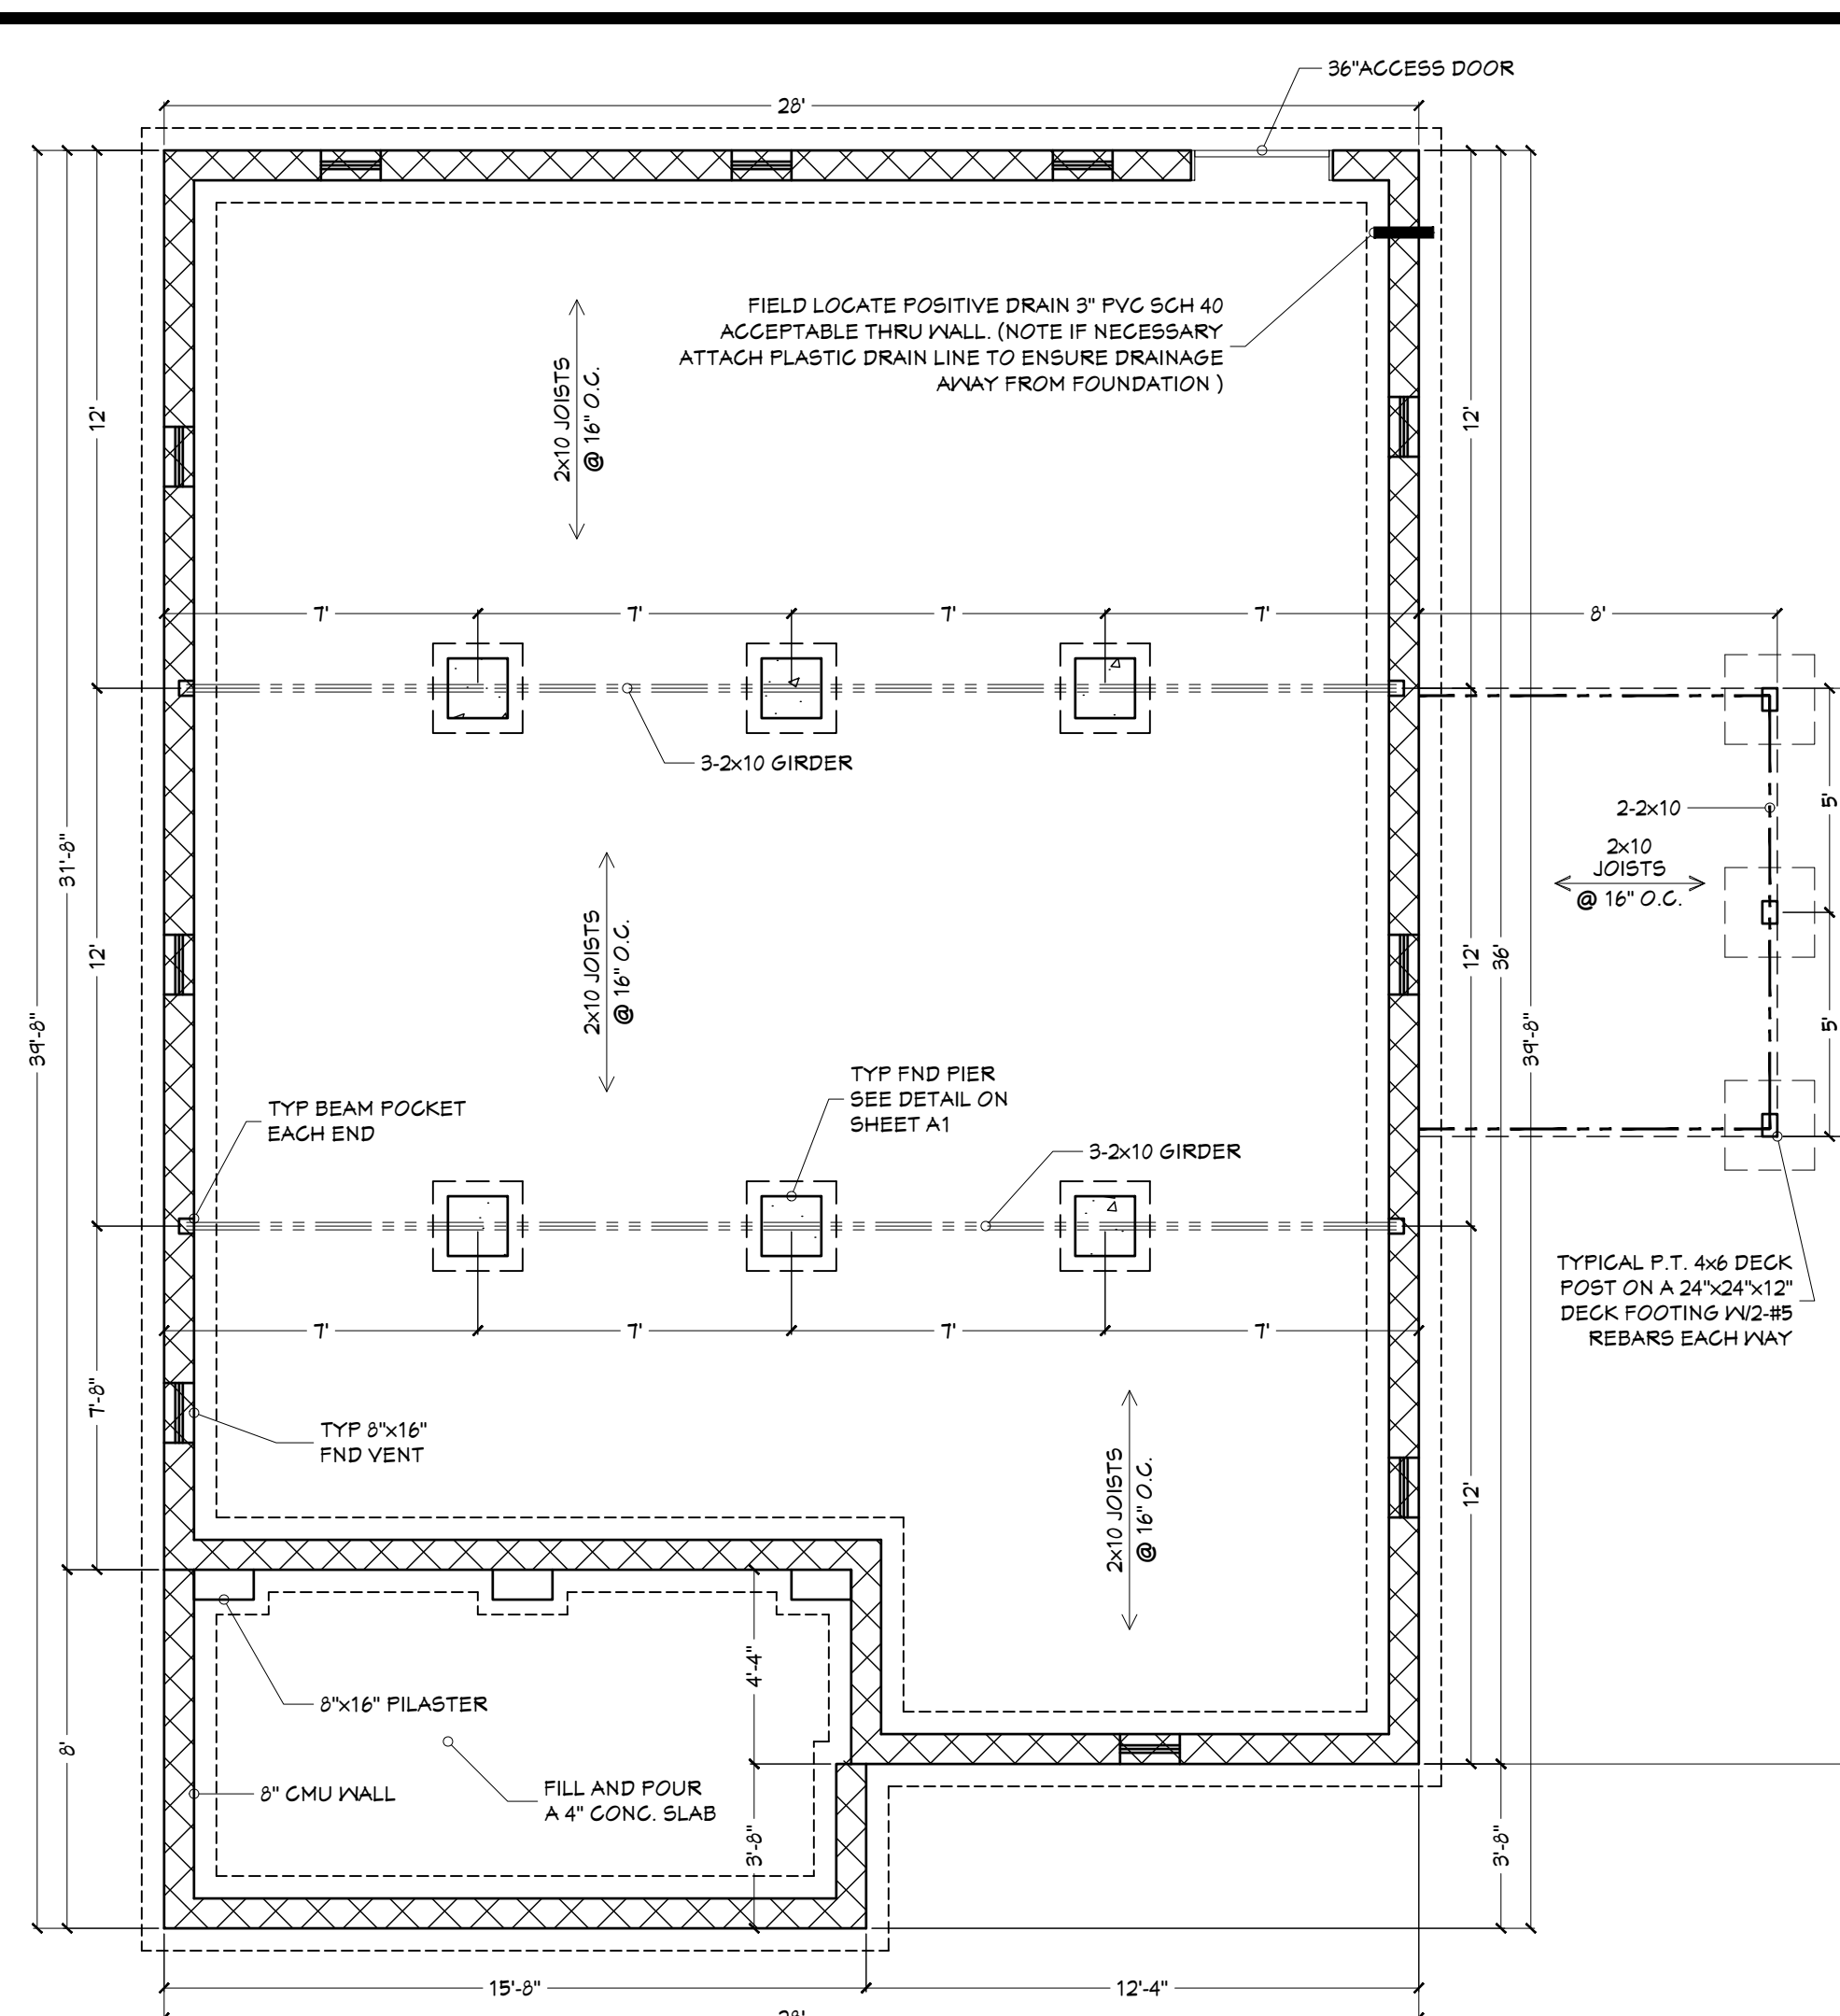 36"ACCESS DOOR
28'
FIELD LOCATE POSITIVE DRAIN 3" PVC SCH 40
ACCEPTABLE THRU WALL. (NOTE IF NECESSARY
ATTACH PLASTIC DRAIN LINE TO ENSURE DRAINAGE
AWAY FROM FOUNDATION )
2x10 JOISTS
@ 16" O.C.
12'
12'
7'
7'
7'
7'
8'
3-2x10 GIRDER
2-2x10
5'
2x10
JOISTS
@ 16" O.C.
31'-8"
12'
2x10 JOISTS
@ 16" O.C.
12'
36'
39'-8"
39'-8"
5'
TYP FND PIER
SEE DETAIL ON
SHEET A1
TYP BEAM POCKET
EACH END
3-2x10 GIRDER
TYPICAL P.T. 4x6 DECK
POST ON A 24"x24"x12"
DECK FOOTING W/2-#5
REBARS EACH WAY
7'
7'
7'
7'
7'-8"
TYP 8"x16"
FND VENT
2x10 JOISTS
@ 16" O.C.
12'
4'-4"
8"x16" PILASTER
8'
8" CMU WALL
FILL AND POUR
A 4" CONC. SLAB
3'-8"
3'-8"
15'-8"
12'-4"